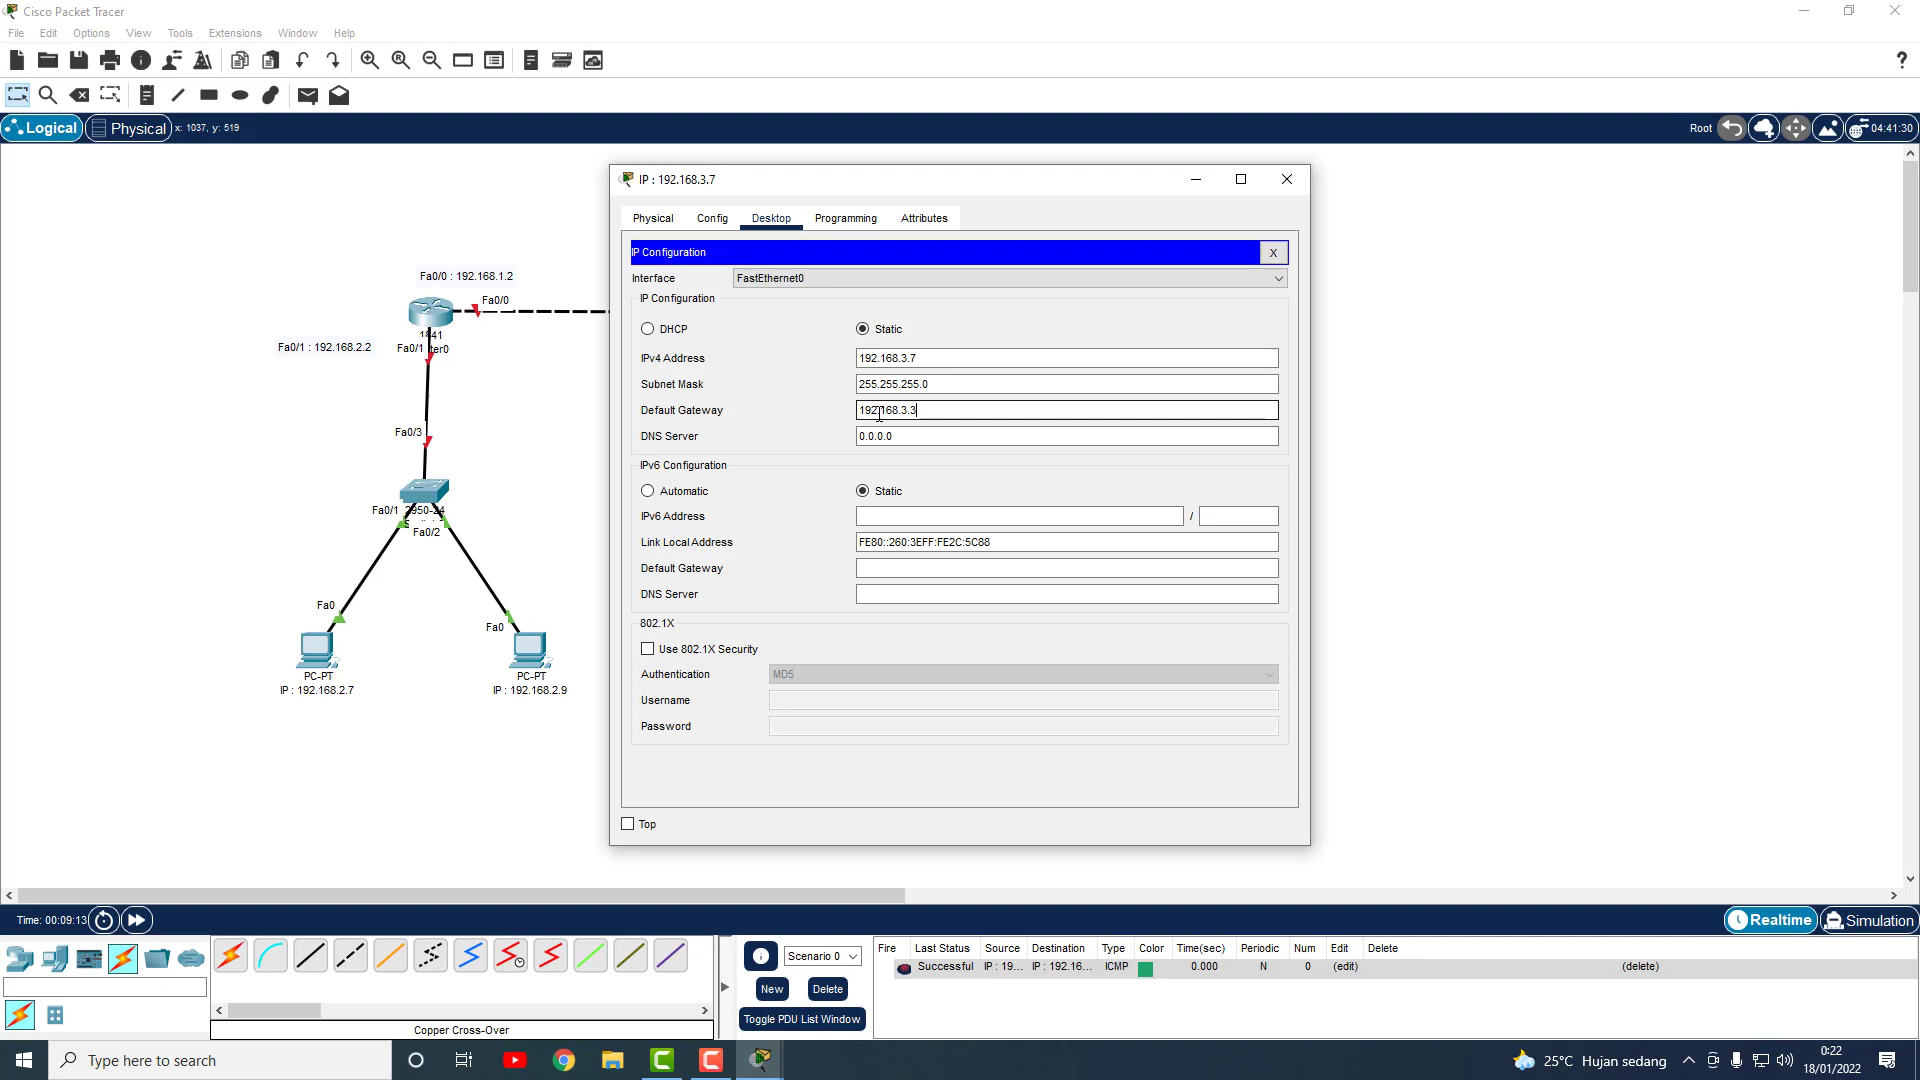 Cisco Packet Tracer
File Edit Options View Tools Extensions Window Help
?
Logical Physical x: 1037, y: 519 Root 04:41:30
IP : 192.168.3.7
Physical Config Desktop Programming Attributes
IP Configuration X
Interface FastEthernet0
IP Configuration
DHCP Static
IPv4 Address 192.168.3.7
Subnet Mask 255.255.255.0
Default Gateway 192.168.3.3
DNS Server 0.0.0.0
IPv6 Configuration
Automatic Static
IPv6 Address /
Link Local Address FE80::260:3EFF:FE2C:5C88
Default Gateway
DNS Server
802.1X
Use 802.1X Security
Authentication MD5
Username
Password
Top
Fa0/0 : 192.168.1.2
Fa0/0
1841
Fa0/1 : 192.168.2.2 Fa0/1 ter0
Fa0/3
Fa0/1 2950-24
Fa0/2
Fa0
Fa0
PC-PT
IP : 192.168.2.7
PC-PT
IP : 192.168.2.9
Time: 00:09:13 Realtime Simulation
Scenario 0
New Delete
Toggle PDU List Window
Fire Last Status Source Destination Type Color Time(sec) Periodic Num Edit Delete
Successful IP : 19... IP : 192.16... ICMP 0.000 N 0 (edit) (delete)
Copper Cross-Over
Type here to search
25°C Hujan sedang
0:22
18/01/2022